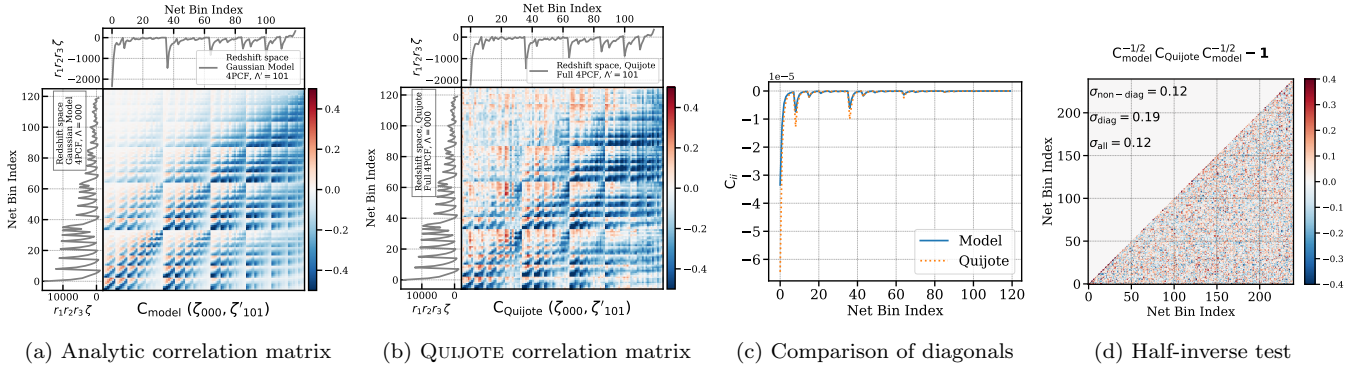 Net Bin Index
0 20 40 60 80 100
0
−1000
−2000
r1r2r3 ζ
Redshift space
Gaussian Model
4PCF, Λ′ = 101
Redshift space
Gaussian Model
4PCF, Λ = 000
Net Bin Index
120
100
80
60
40
20
0
10000 0
r1r2r3 ζ
Cmodel (ζ000, ζ′101)
0.4
0.2
0.0
−0.2
−0.4
(a) Analytic correlation matrix
Net Bin Index
0 20 40 60 80 100
0
−1000
−2000
r1r2r3 ζ
Redshift space, Quijote
Full 4PCF, Λ′ = 101
Redshift space, Quijote
Full 4PCF, Λ = 000
Net Bin Index
120
100
80
60
40
20
0
10000 0
r1r2r3 ζ
CQuijote (ζ000, ζ′101)
0.4
0.2
0.0
−0.2
−0.4
(b) QUIJOTE correlation matrix
1e−5
0
−1
−2
−3
−4
−5
−6
Cii
Model
Quijote
0 20 40 60 80 100 120
Net Bin Index
(c) Comparison of diagonals
C−1/2model CQuijote C−1/2model − 1
σnon−diag = 0.12
σdiag = 0.19
σall = 0.12
Net Bin Index
200
150
100
50
0
0 50 100 150 200
Net Bin Index
0.4
0.3
0.2
0.1
0.0
−0.1
−0.2
−0.3
−0.4
(d) Half-inverse test